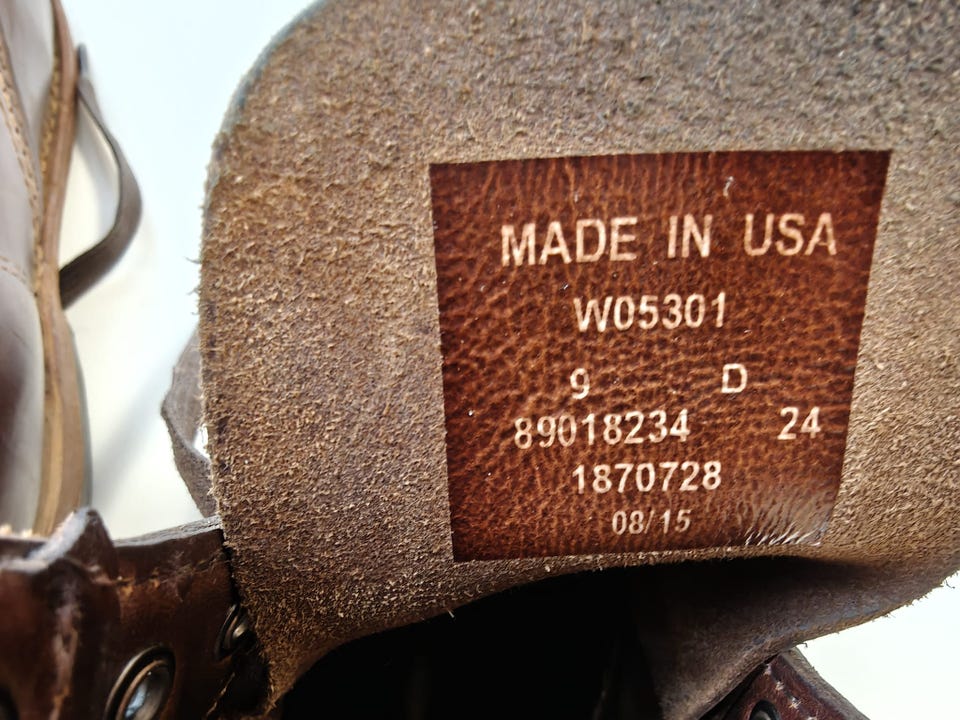 MADE IN USA
W05301
9 D
89018234 24
1870728
08/15